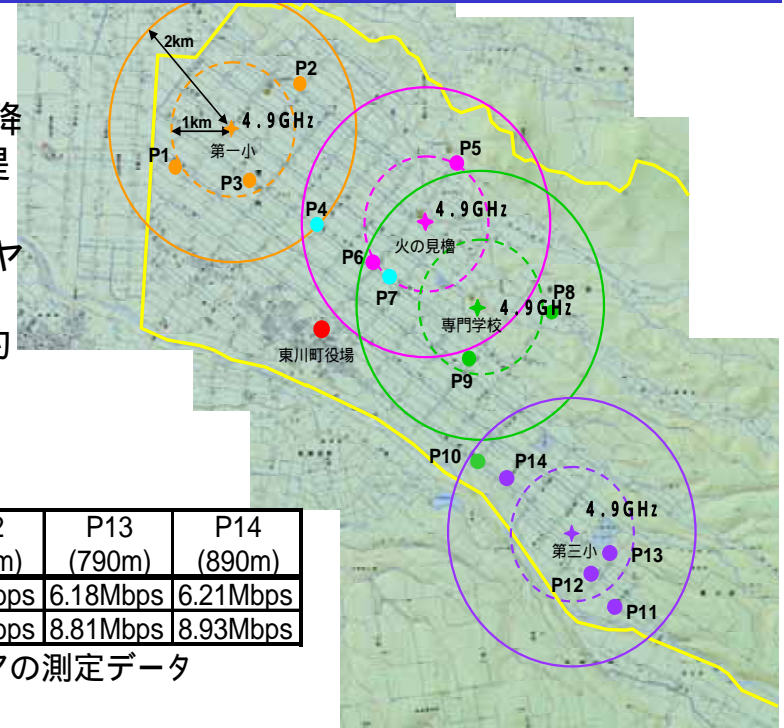 2km
P2
1km
4.9GHz
降
第一小
P1
P3
P5
P4
4.9GHz
火の見櫓
ヤ
P6
P7
P8
4.9GHz
専門学校
東川町役場
P9
P10
P14
4.9GHz
第三小
P13
P12
P11
P13 P14
(790m) (890m)
6.18Mbps 6.21Mbps
8.81Mbps 8.93Mbps
アの測定データ